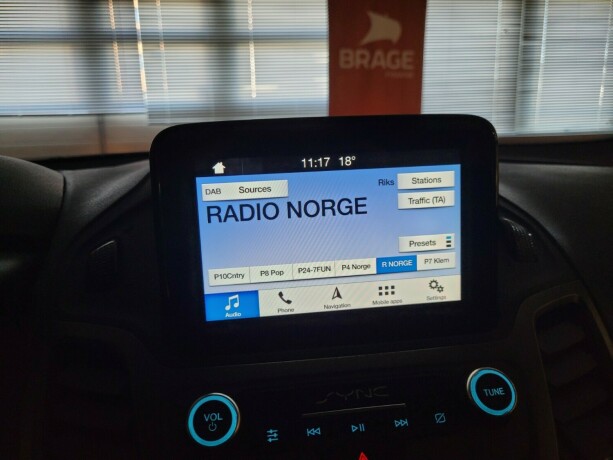 BRAGE
11:17 18°
DAB Sources
Riks Stations
RADIO NORGE
Traffic (TA)
Presets
P10Cntry P8 Pop P24-7FUN P4 Norge R NORGE P7 Klem
Audio Phone Navigation Mobile apps Settings
SYNC
VOL
TUNE